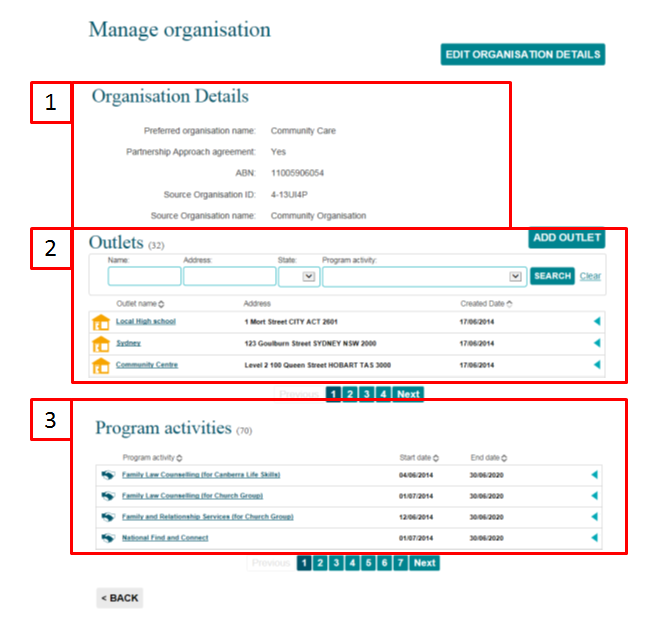 Manage organisation
EDIT ORGANISATION DETAILS
1
Organisation Details
Preferred organisation name: Community Care
Partnership Approach agreement: Yes
ABN: 11005906054
Source Organisation ID: 4-13UI4P
Source Organisation name: Community Organisation
2
Outlets (32)
ADD OUTLET
Name: Address: State: Program activity:
SEARCH Clear
Outlet name Address Created Date
Local High school 1 Mort Street CITY ACT 2601 17/06/2014
Sydney 123 Goulburn Street SYDNEY NSW 2000 17/06/2014
Community Centre Level 2 100 Queen Street HOBART TAS 3000 17/06/2014
Previous 1 2 3 4 Next
3
Program activities (70)
Program activity Start date End date
Family Law Counselling (for Canberra Life Skills) 04/06/2014 30/06/2020
Family Law Counselling (for Church Group) 01/07/2014 30/06/2020
Family and Relationship Services (for Church Group) 12/06/2014 30/06/2020
National Find and Connect 01/07/2014 30/06/2020
Previous 1 2 3 4 5 6 7 Next
< BACK